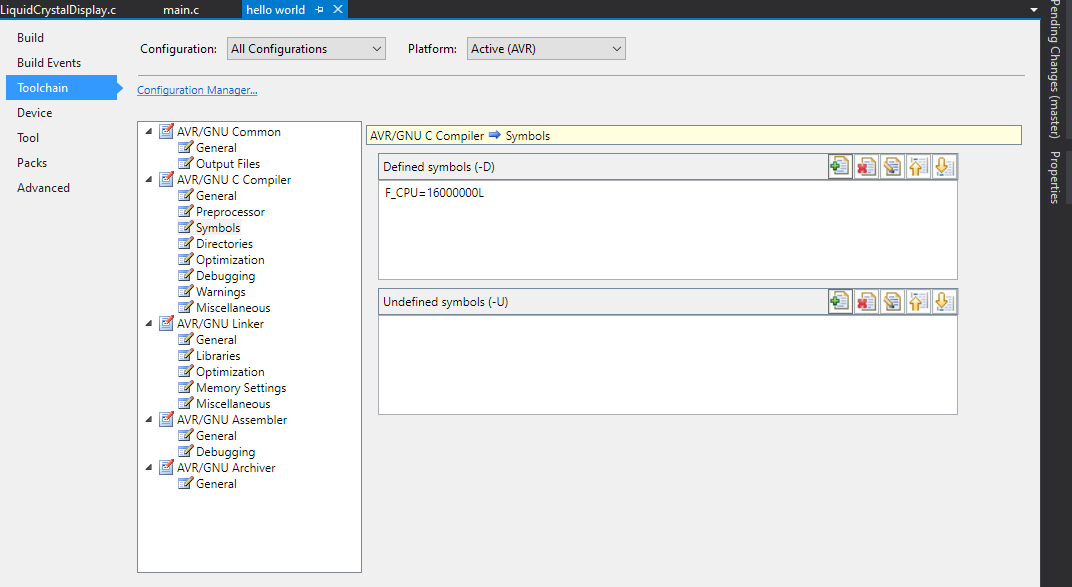 LiquidCrystalDisplay.c main.c hello world
Build
Build Events
Toolchain
Device
Tool
Packs
Advanced
Configuration: All Configurations Platform: Active (AVR)
Configuration Manager...
AVR/GNU Common
General
Output Files
AVR/GNU C Compiler
General
Preprocessor
Symbols
Directories
Optimization
Debugging
Warnings
Miscellaneous
AVR/GNU Linker
General
Libraries
Optimization
Memory Settings
Miscellaneous
AVR/GNU Assembler
General
Debugging
AVR/GNU Archiver
General
AVR/GNU C Compiler Symbols
Defined symbols (-D)
F_CPU=16000000L
Undefined symbols (-U)
Pending Changes (master)
Properties